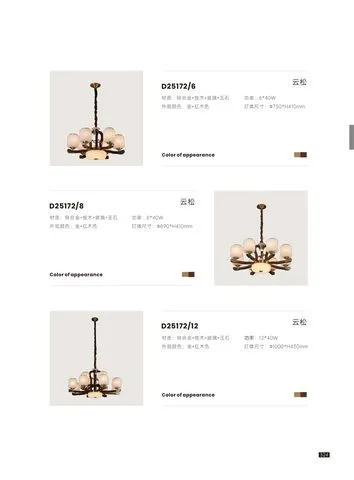 D25172/6
云松
材质：锌合金+榉木+玻璃+玉石
功率：6*40W
外观颜色：金+红木色
灯体尺寸：Φ750*H410mm
Color of appearance
D25172/8
云松
材质：锌合金+榉木+玻璃+玉石
功率：8*40W
外观颜色：金+红木色
灯体尺寸：Φ890*H410mm
Color of appearance
D25172/12
云松
材质：锌合金+榉木+玻璃+玉石
功率：12*40W
外观颜色：金+红木色
灯体尺寸：Φ1000*H450mm
Color of appearance